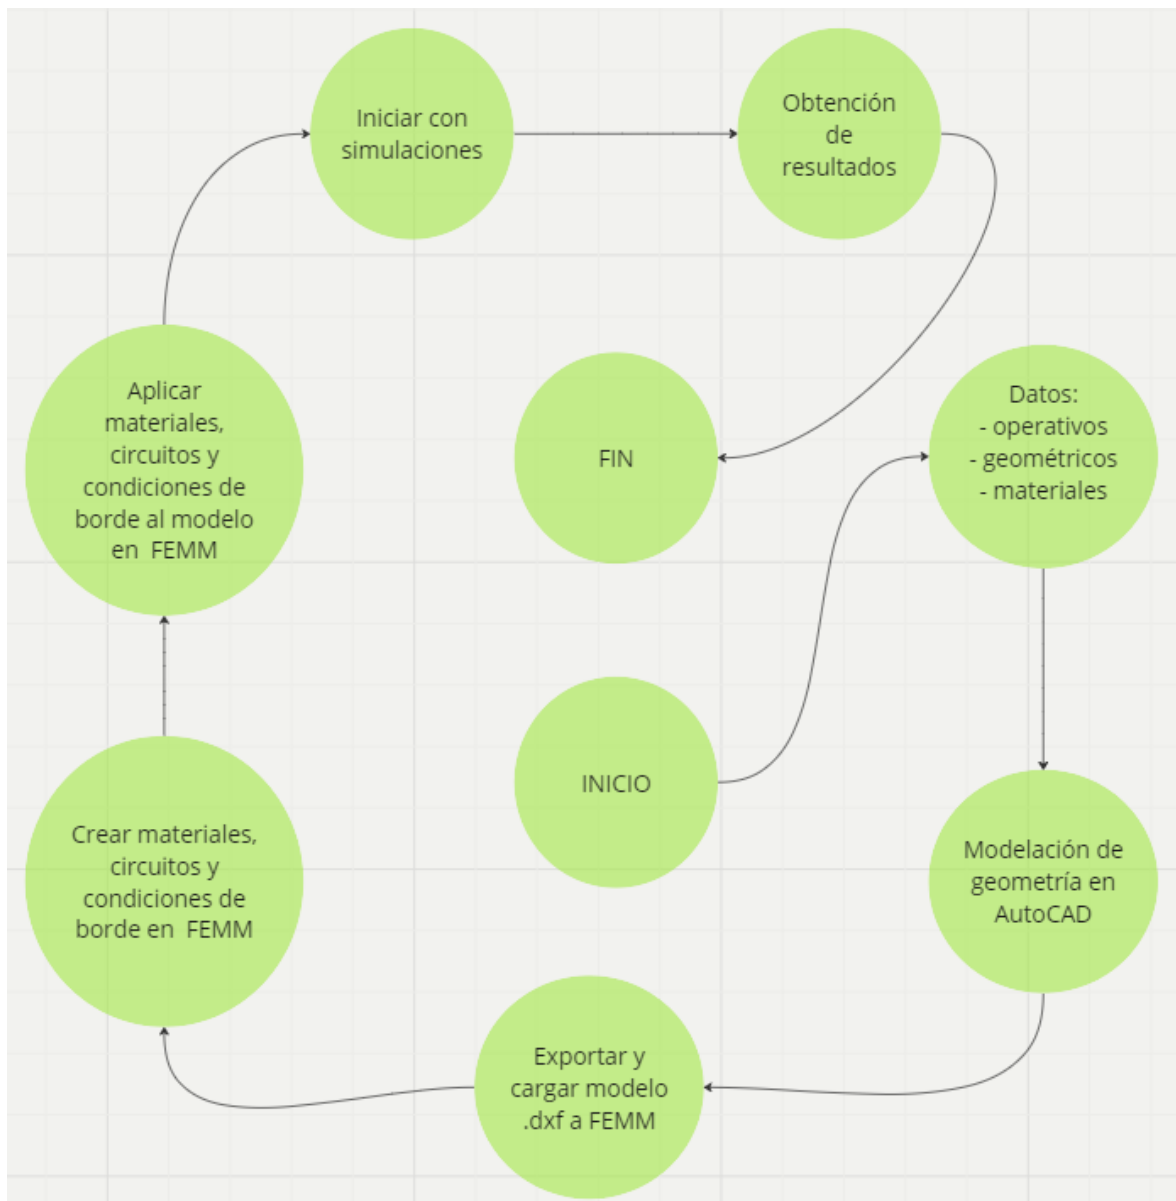 INICIO
Datos:
- operativos
- geométricos
- materiales
Modelación de
geometría en
AutoCAD
Exportar y
cargar modelo
.dxf a FEMM
Crear materiales,
circuitos y
condiciones de
borde en  FEMM
Aplicar
materiales,
circuitos y
condiciones de
borde al modelo
en  FEMM
Iniciar con
simulaciones
Obtención
de
resultados
FIN